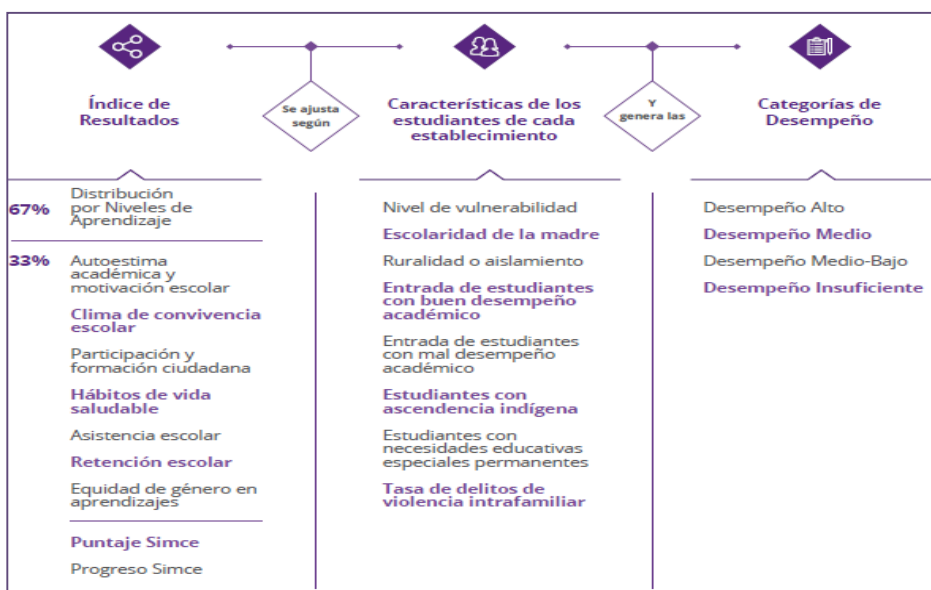 Índice de
Resultados
Se ajusta
según
Características de los
estudiantes de cada
establecimiento
Y
genera las
Categorías de
Desempeño
67%
Distribución
por Niveles de
Aprendizaje
33%
Autoestima
académica y
motivación escolar
Clima de convivencia
escolar
Participación y
formación ciudadana
Hábitos de vida
saludable
Asistencia escolar
Retención escolar
Equidad de género en
aprendizajes
Puntaje Simce
Progreso Simce
Nivel de vulnerabilidad
Escolaridad de la madre
Ruralidad o aislamiento
Entrada de estudiantes
con buen desempeño
académico
Entrada de estudiantes
con mal desempeño
académico
Estudiantes con
ascendencia indígena
Estudiantes con
necesidades educativas
especiales permanentes
Tasa de delitos de
violencia intrafamiliar
Desempeño Alto
Desempeño Medio
Desempeño Medio-Bajo
Desempeño Insuficiente